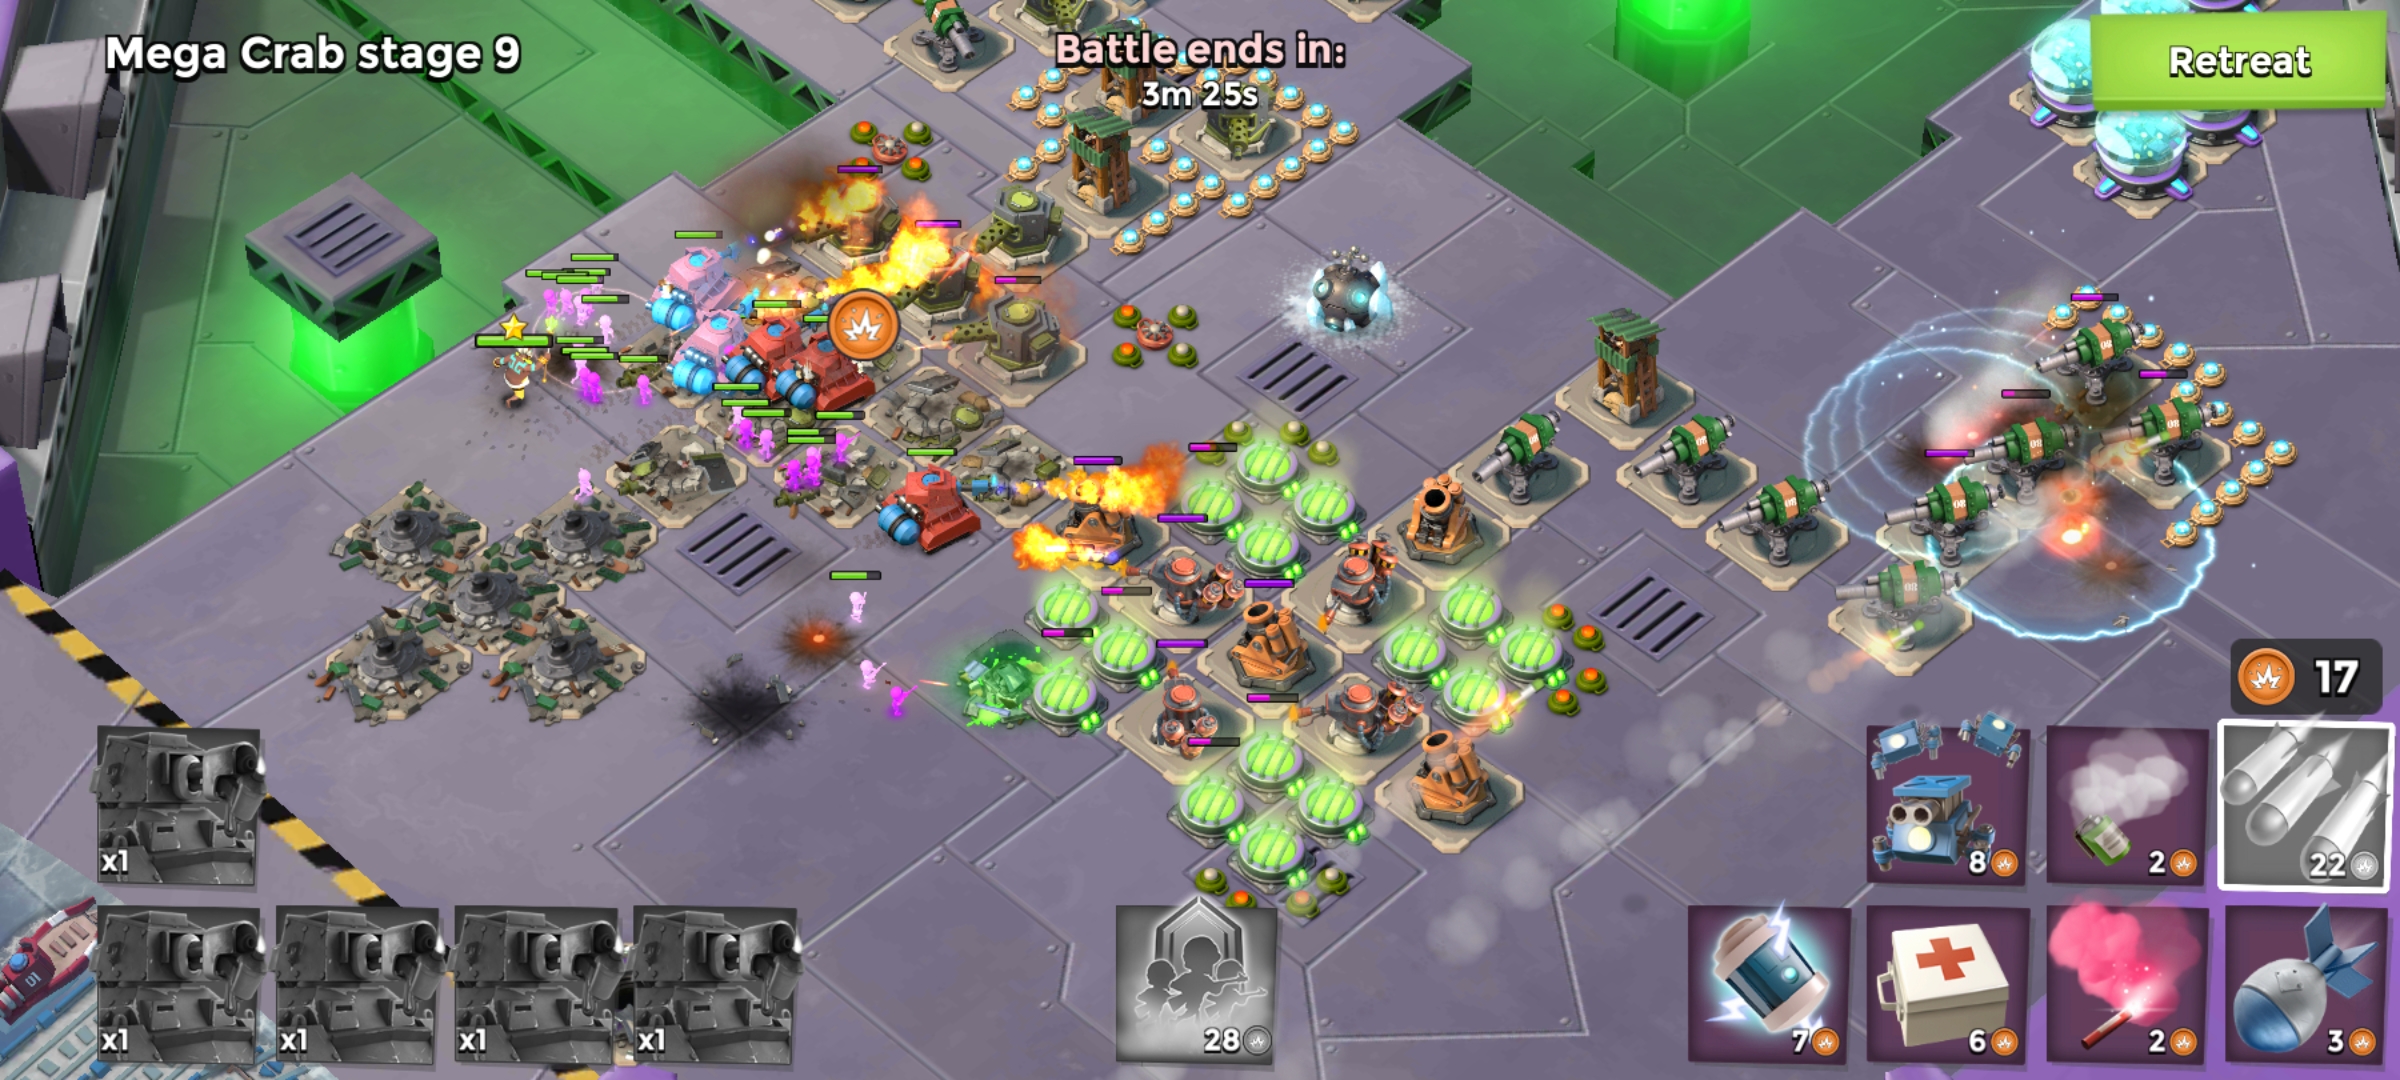 Mega Crab stage 9
Battle ends in:
3m 25s
Retreat
17
8
2
22
x1
x1
x1
x1
x1
28
7
6
2
3
01